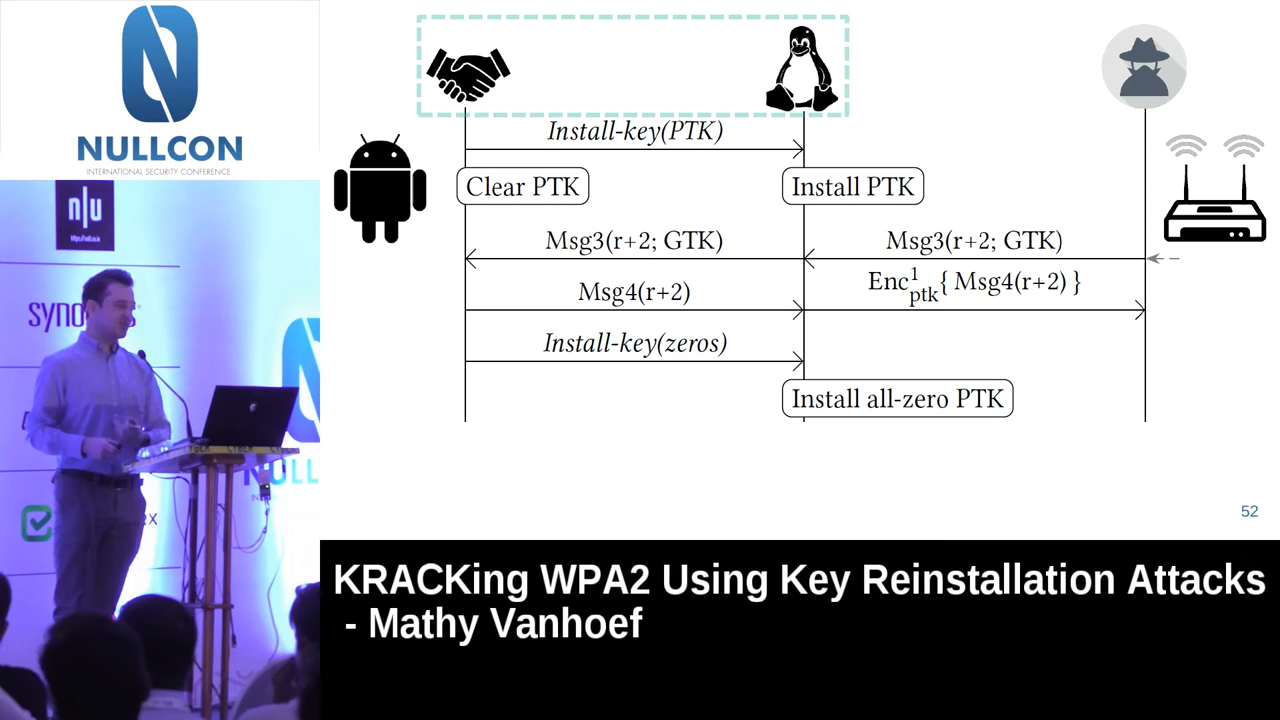 NULLCON
INTERNATIONAL SECURITY CONFERENCE
n|u
Install-key(PTK)
Clear PTK
Install PTK
Msg3(r+2; GTK)
Msg3(r+2; GTK)
Msg4(r+2)
Enc¹ptk{ Msg4(r+2) }
Install-key(zeros)
Install all-zero PTK
52
KRACKing WPA2 Using Key Reinstallation Attacks
- Mathy Vanhoef